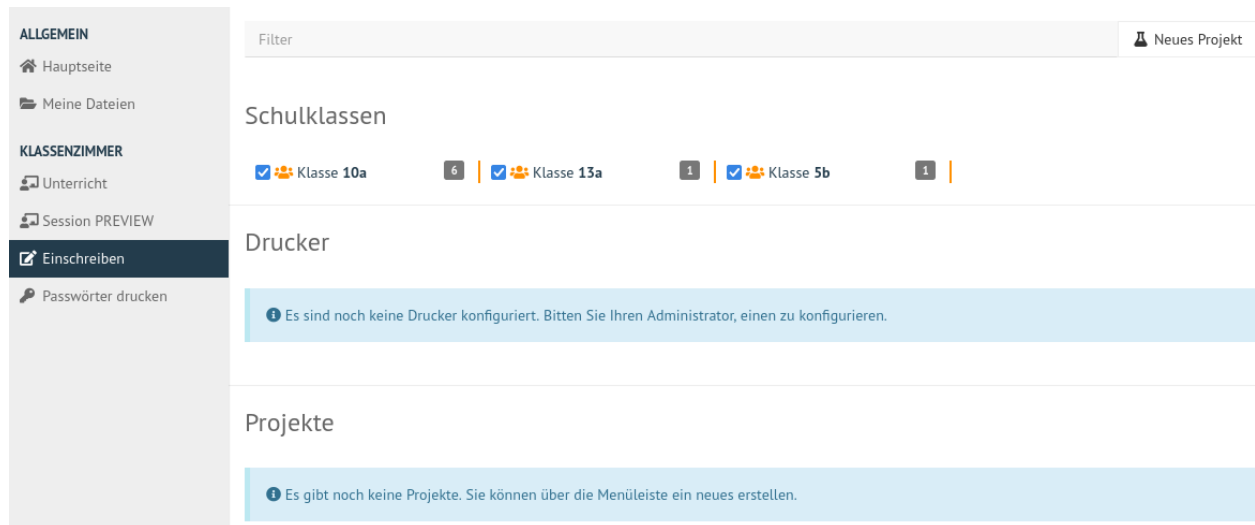 ALLGEMEIN
Hauptseite
Meine Dateien
KLASSENZIMMER
Unterricht
Session PREVIEW
Einschreiben
Passwörter drucken
Filter
Neues Projekt
Schulklassen
Klasse 10a 6 Klasse 13a 1 Klasse 5b 1
Drucker
Es sind noch keine Drucker konfiguriert. Bitten Sie Ihren Administrator, einen zu konfigurieren.
Projekte
Es gibt noch keine Projekte. Sie können über die Menüleiste ein neues erstellen.